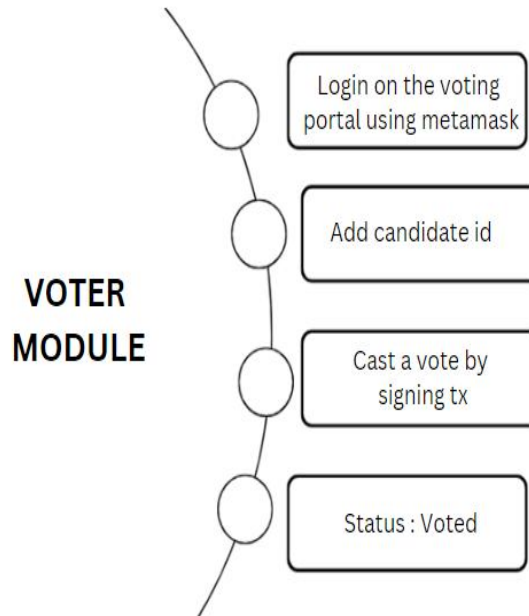 VOTER
MODULE
Login on the voting
portal using metamask
Add candidate id
Cast a vote by
signing tx
Status : Voted